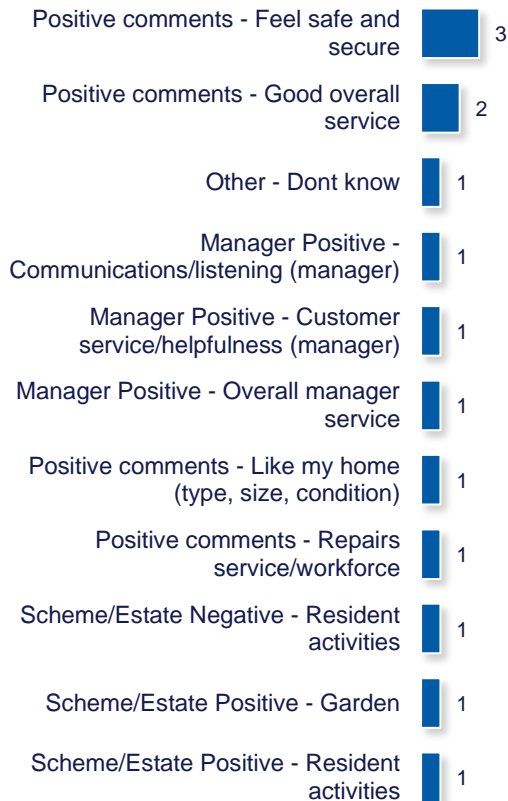 Positive comments - Feel safe and
secure
3
Positive comments - Good overall
service
2
Other - Dont know
1
Manager Positive -
Communications/listening (manager)
1
Manager Positive - Customer
service/helpfulness (manager)
1
Manager Positive - Overall manager
service
1
Positive comments - Like my home
(type, size, condition)
1
Positive comments - Repairs
service/workforce
1
Scheme/Estate Negative - Resident
activities
1
Scheme/Estate Positive - Garden
1
Scheme/Estate Positive - Resident
activities
1